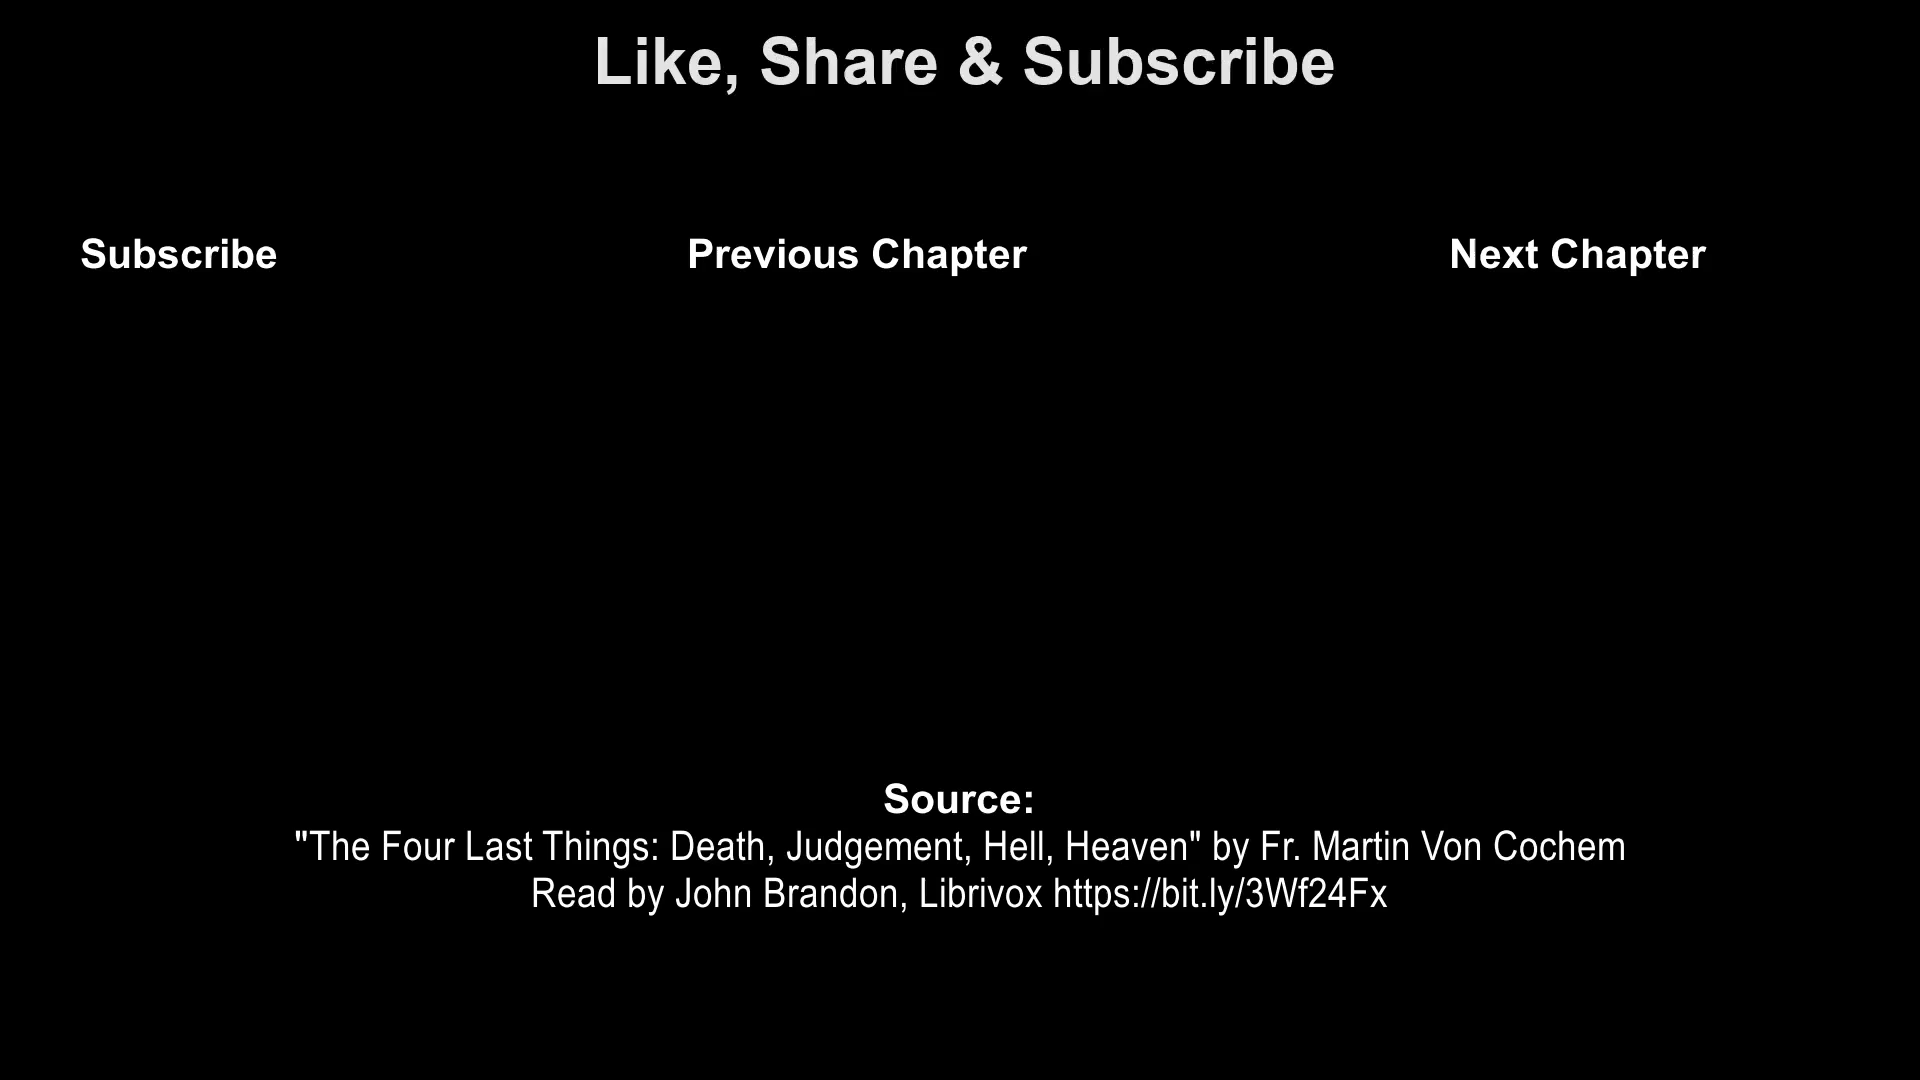 Like, Share & Subscribe
Subscribe
Previous Chapter
Next Chapter
Source:
"The Four Last Things: Death, Judgement, Hell, Heaven" by Fr. Martin Von Cochem
Read by John Brandon, Librivox https://bit.ly/3Wf24Fx